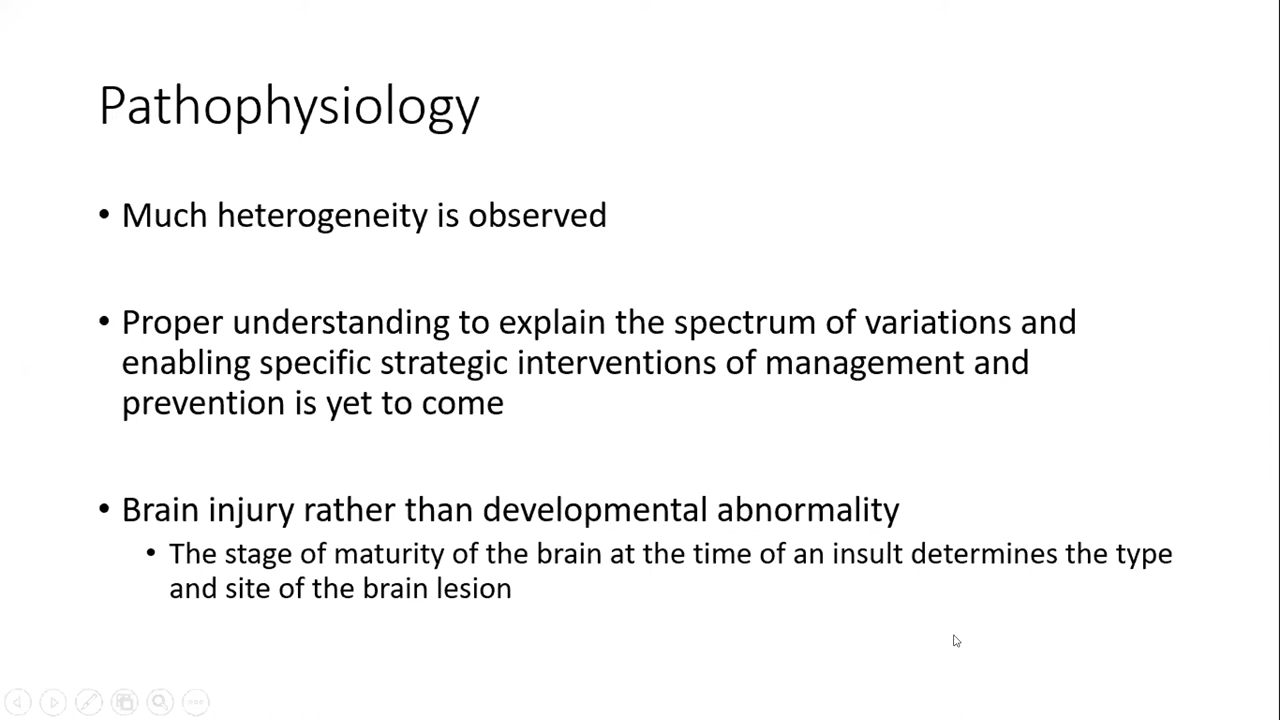 Pathophysiology
• Much heterogeneity is observed
• Proper understanding to explain the spectrum of variations and
enabling specific strategic interventions of management and
prevention is yet to come
• Brain injury rather than developmental abnormality
• The stage of maturity of the brain at the time of an insult determines the type
and site of the brain lesion